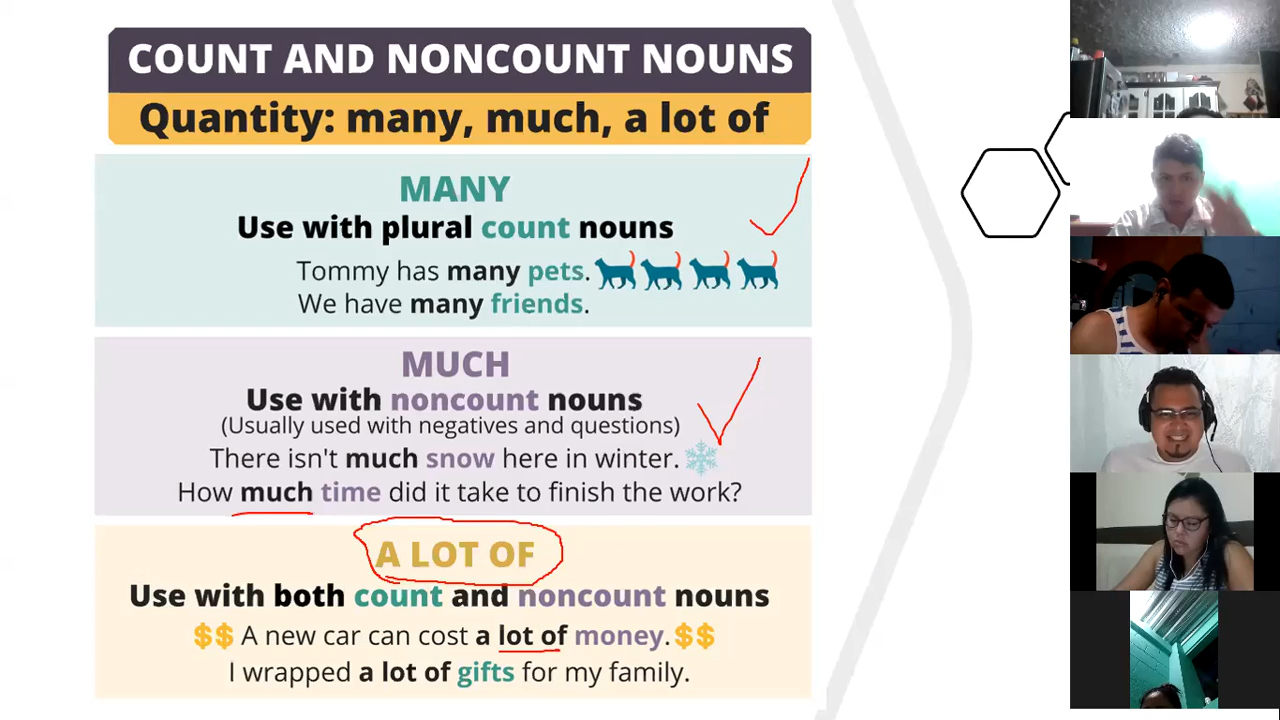 COUNT AND NONCOUNT NOUNS
Quantity: many, much, a lot of
MANY
Use with plural count nouns
Tommy has many pets.
We have many friends.
MUCH
Use with noncount nouns
(Usually used with negatives and questions)
There isn't much snow here in winter.
How much time did it take to finish the work?
A LOT OF
Use with both count and noncount nouns
$$ A new car can cost a lot of money. $$
I wrapped a lot of gifts for my family.